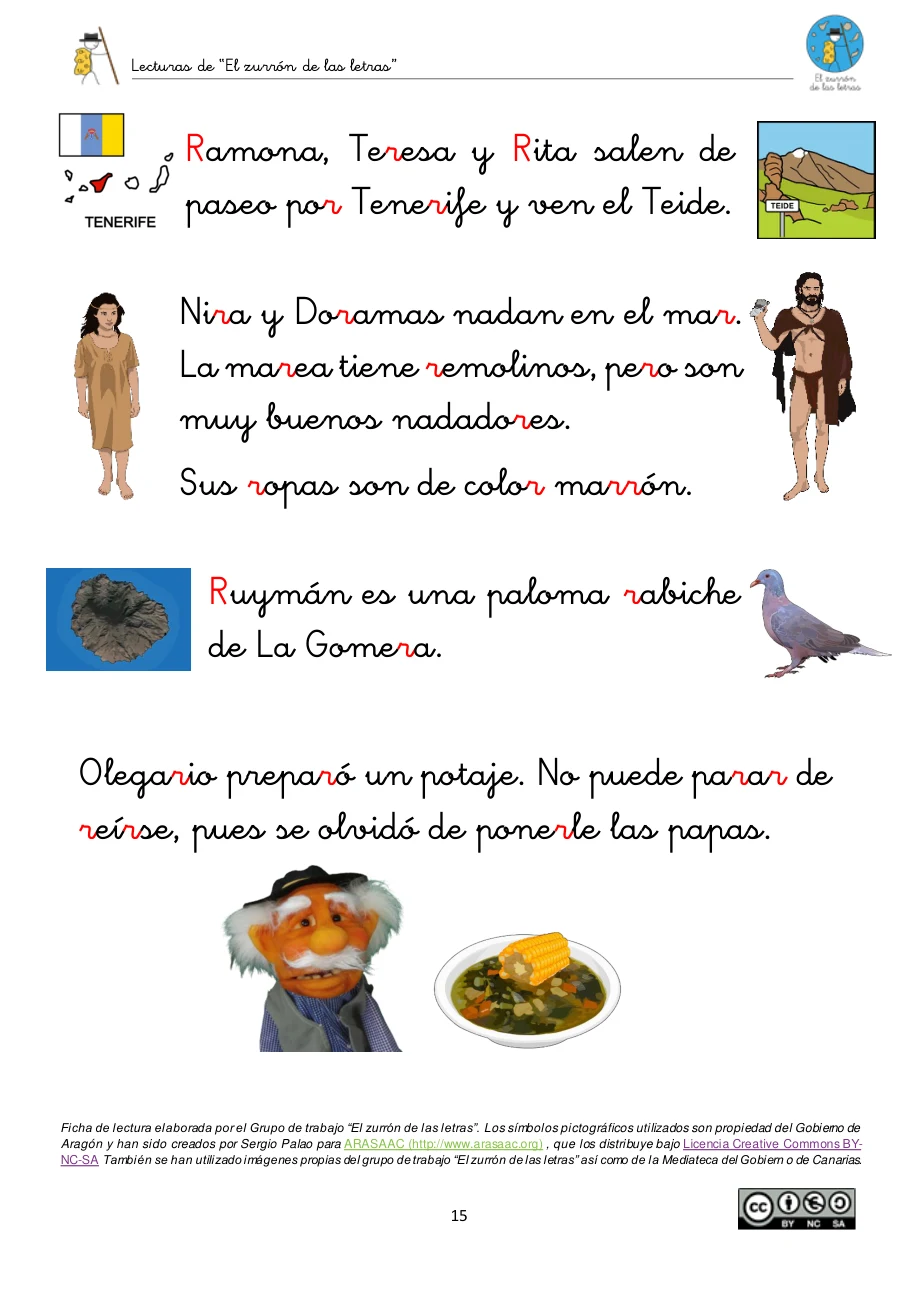 Lecturas de "El zurrón de las letras"
El zurrón
de las letras
TENERIFE
Ramona, Teresa y Rita salen de
paseo por Tenerife y ven el Teide.
TEIDE
Nira y Doramas nadan en el mar.
La marea tiene remolinos, pero son
muy buenos nadadores.
Sus ropas son de color marrón.
Ruymán es una paloma rabiche
de La Gomera.
Olegario preparó un potaje. No puede parar de
reírse, pues se olvidó de ponerle las papas.
Ficha de lectura elaborada por el Grupo de trabajo "El zurrón de las letras". Los símbolos pictográficos utilizados son propiedad del Gobierno de
Aragón y han sido creados por Sergio Palao para ARASAAC (http://www.arasaac.org) , que los distribuye bajo Licencia Creative Commons BY-
NC-SA También se han utilizado imágenes propias del grupo de trabajo "El zurrón de las letras" así como de la Mediateca del Gobierno de Canarias.
15
cc BY NC SA